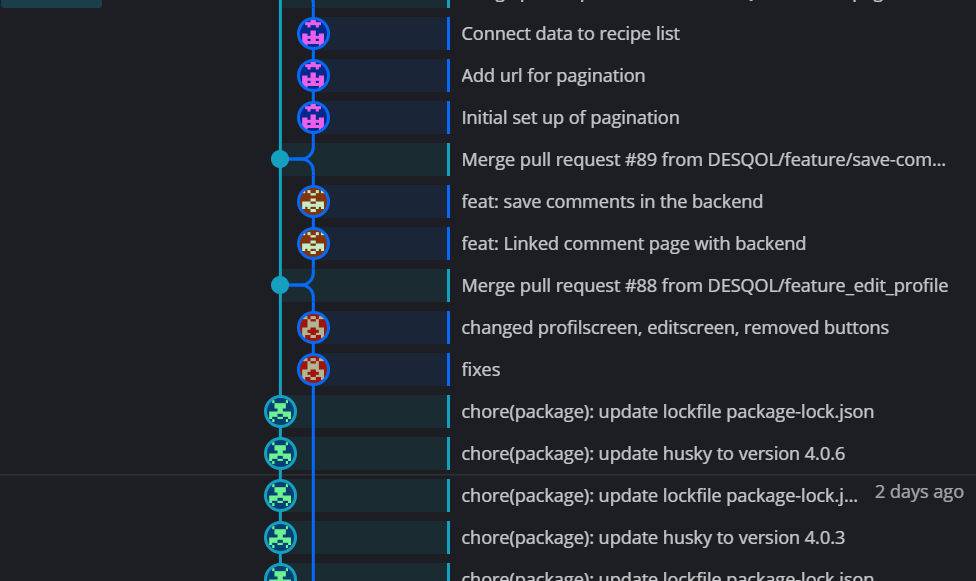 Connect data to recipe list
Add url for pagination
Initial set up of pagination
Merge pull request #89 from DESQOL/feature/save-com...
feat: save comments in the backend
feat: Linked comment page with backend
Merge pull request #88 from DESQOL/feature_edit_profile
changed profilscreen, editscreen, removed buttons
fixes
chore(package): update lockfile package-lock.json
chore(package): update husky to version 4.0.6
chore(package): update lockfile package-lock.j... 2 days ago
chore(package): update husky to version 4.0.3
chore(package): update lockfile package-lock.json